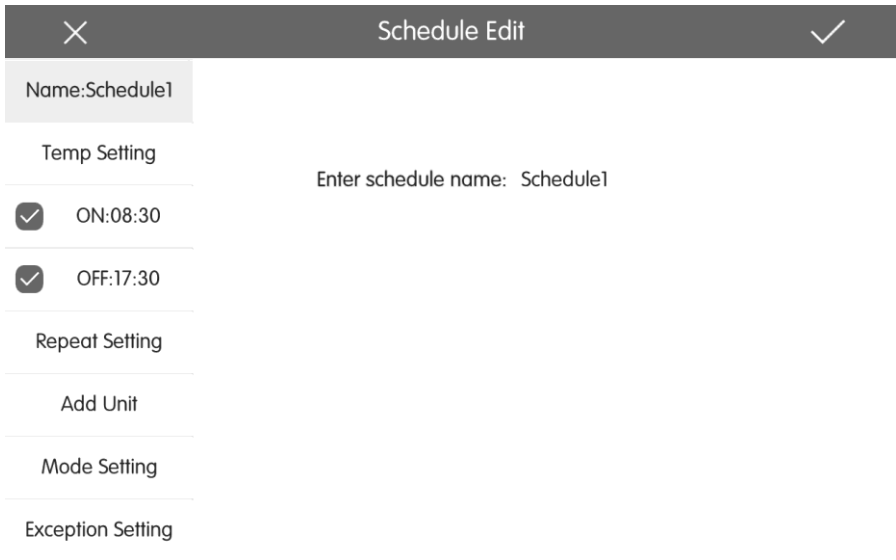 Schedule Edit
Name:Schedule1
Temp Setting
Enter schedule name: Schedule1
ON:08:30
OFF:17:30
Repeat Setting
Add Unit
Mode Setting
Exception Setting